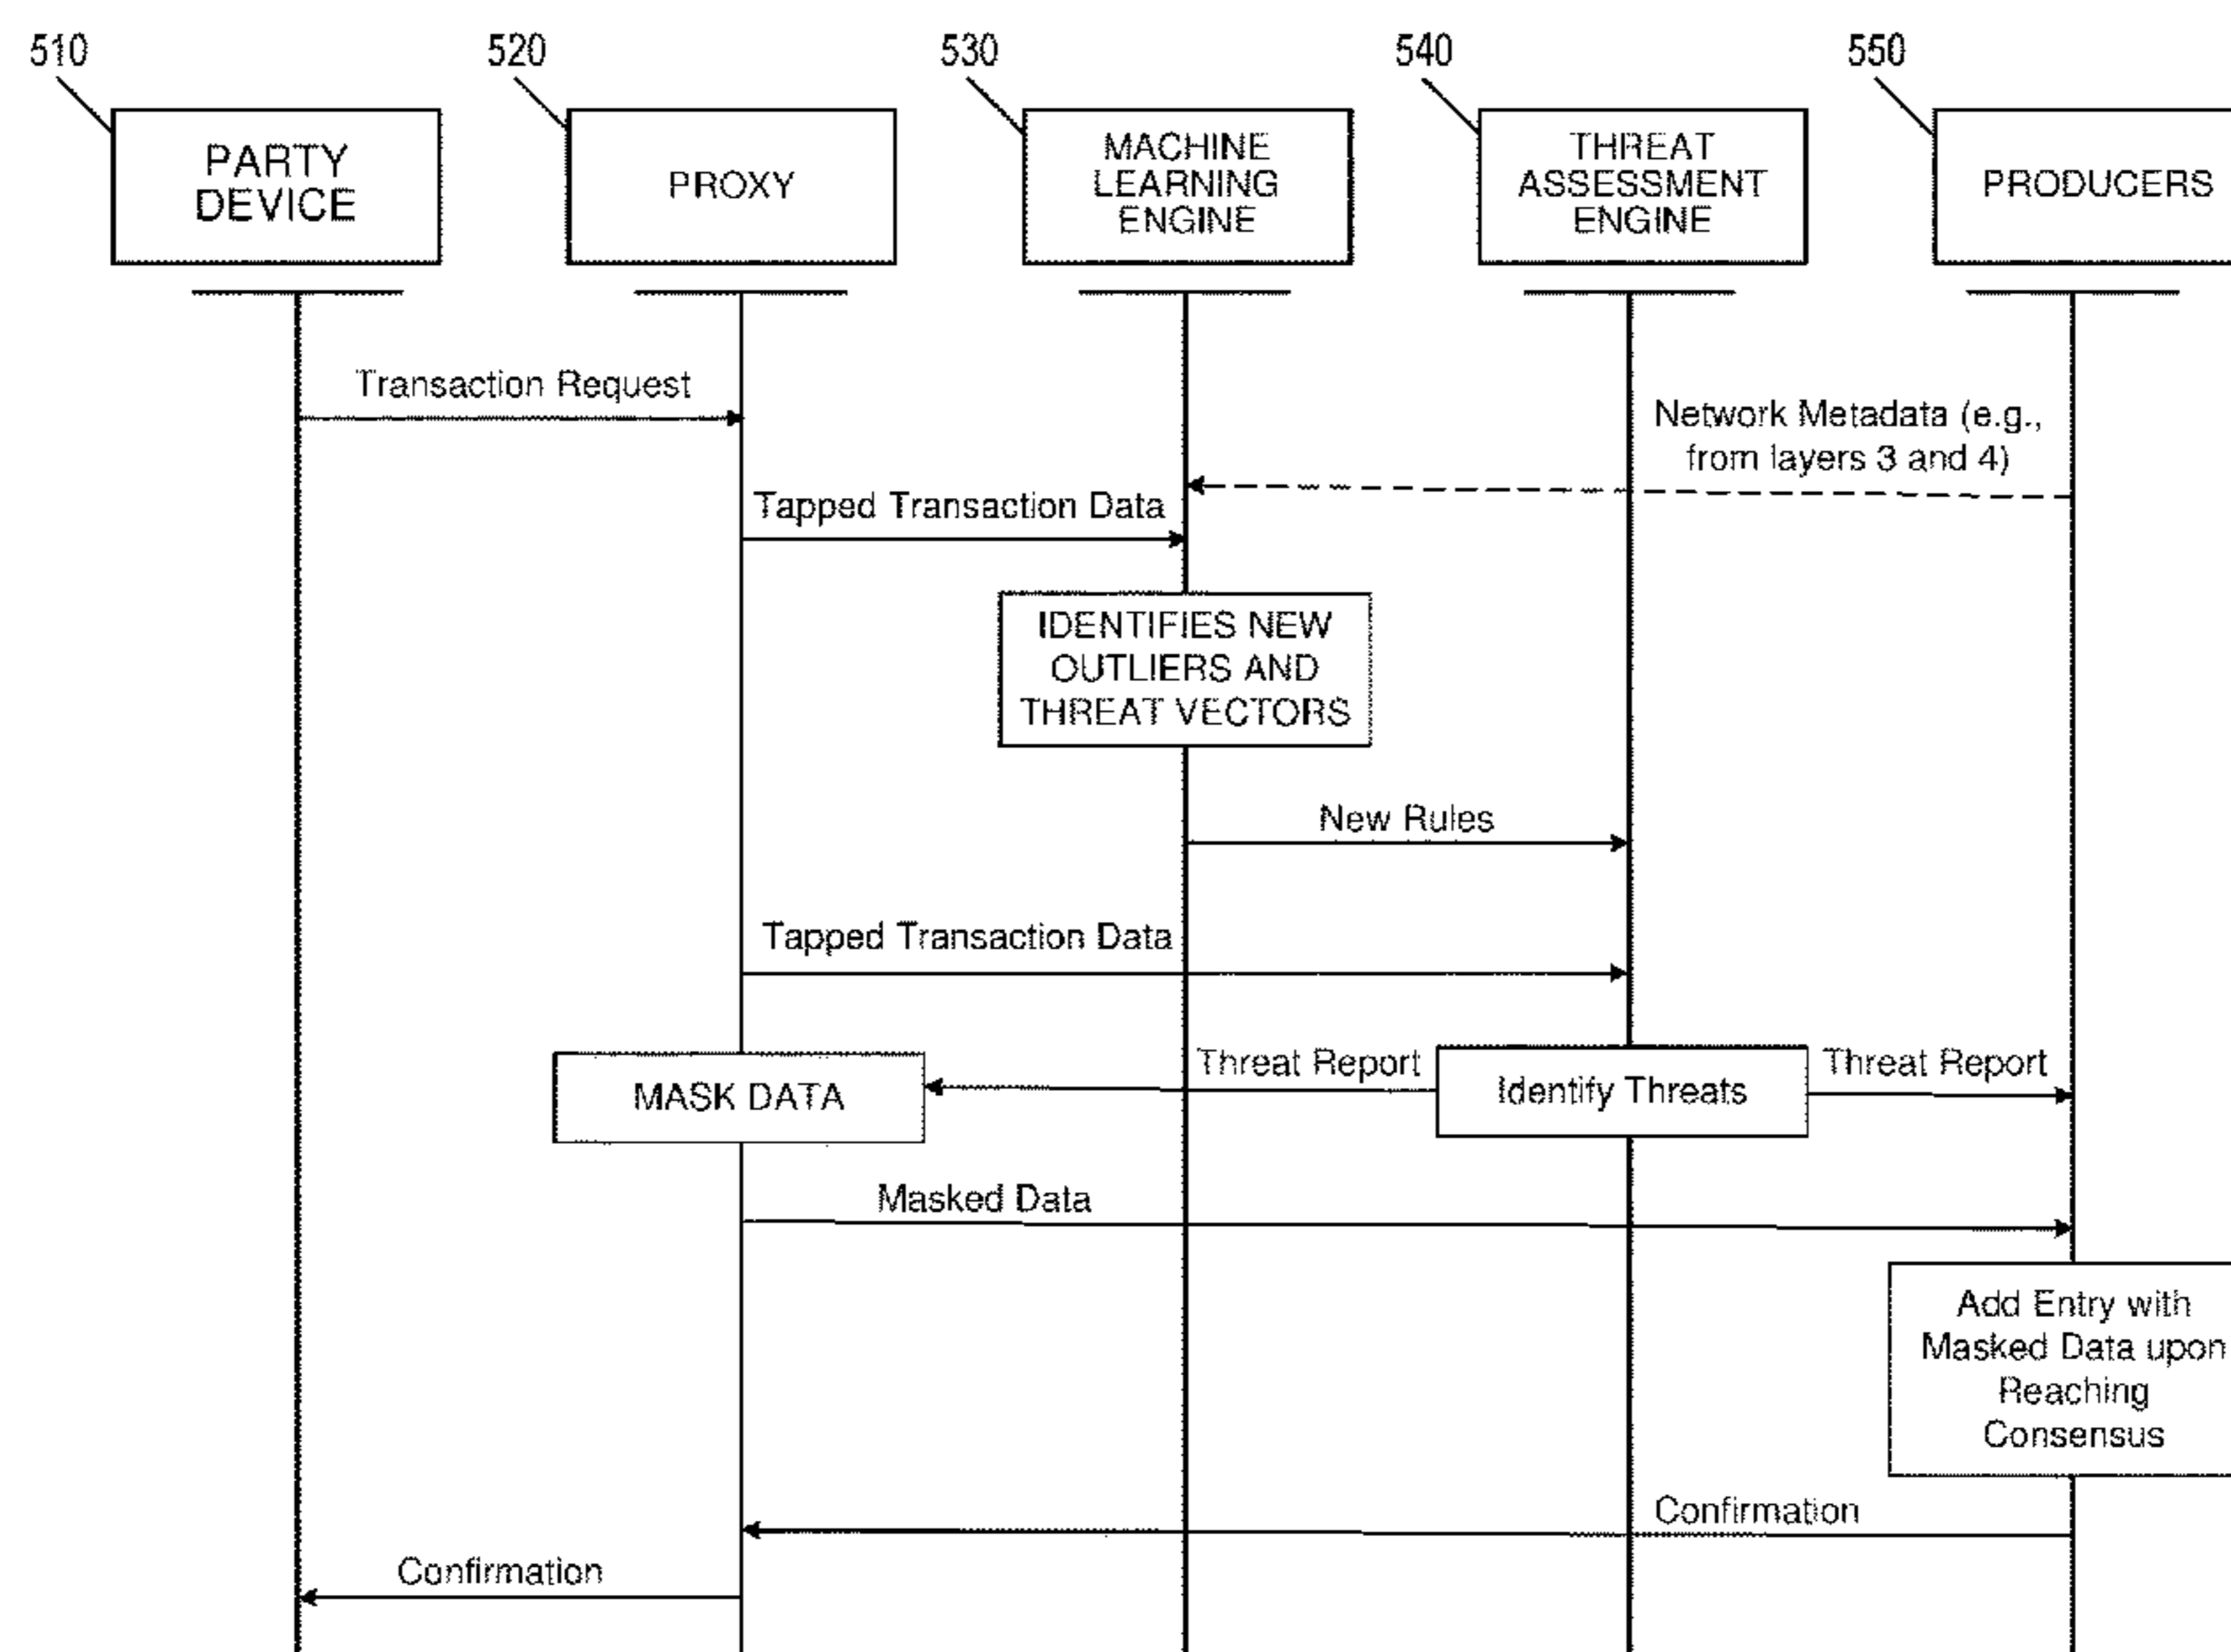 510
520
530
540
550
PARTY
DEVICE
PROXY
MACHINE
LEARNING
ENGINE
THREAT
ASSESSMENT
ENGINE
PRODUCERS
Transaction Request
Network Metadata (e.g.,
from layers 3 and 4)
Tapped Transaction Data
IDENTIFIES NEW
OUTLIERS AND
THREAT VECTORS
New Rules
Tapped Transaction Data
MASK DATA
Threat Report
Identify Threats
Threat Report
Masked Data
Add Entry with
Masked Data upon
Reaching
Consensus
Confirmation
Confirmation